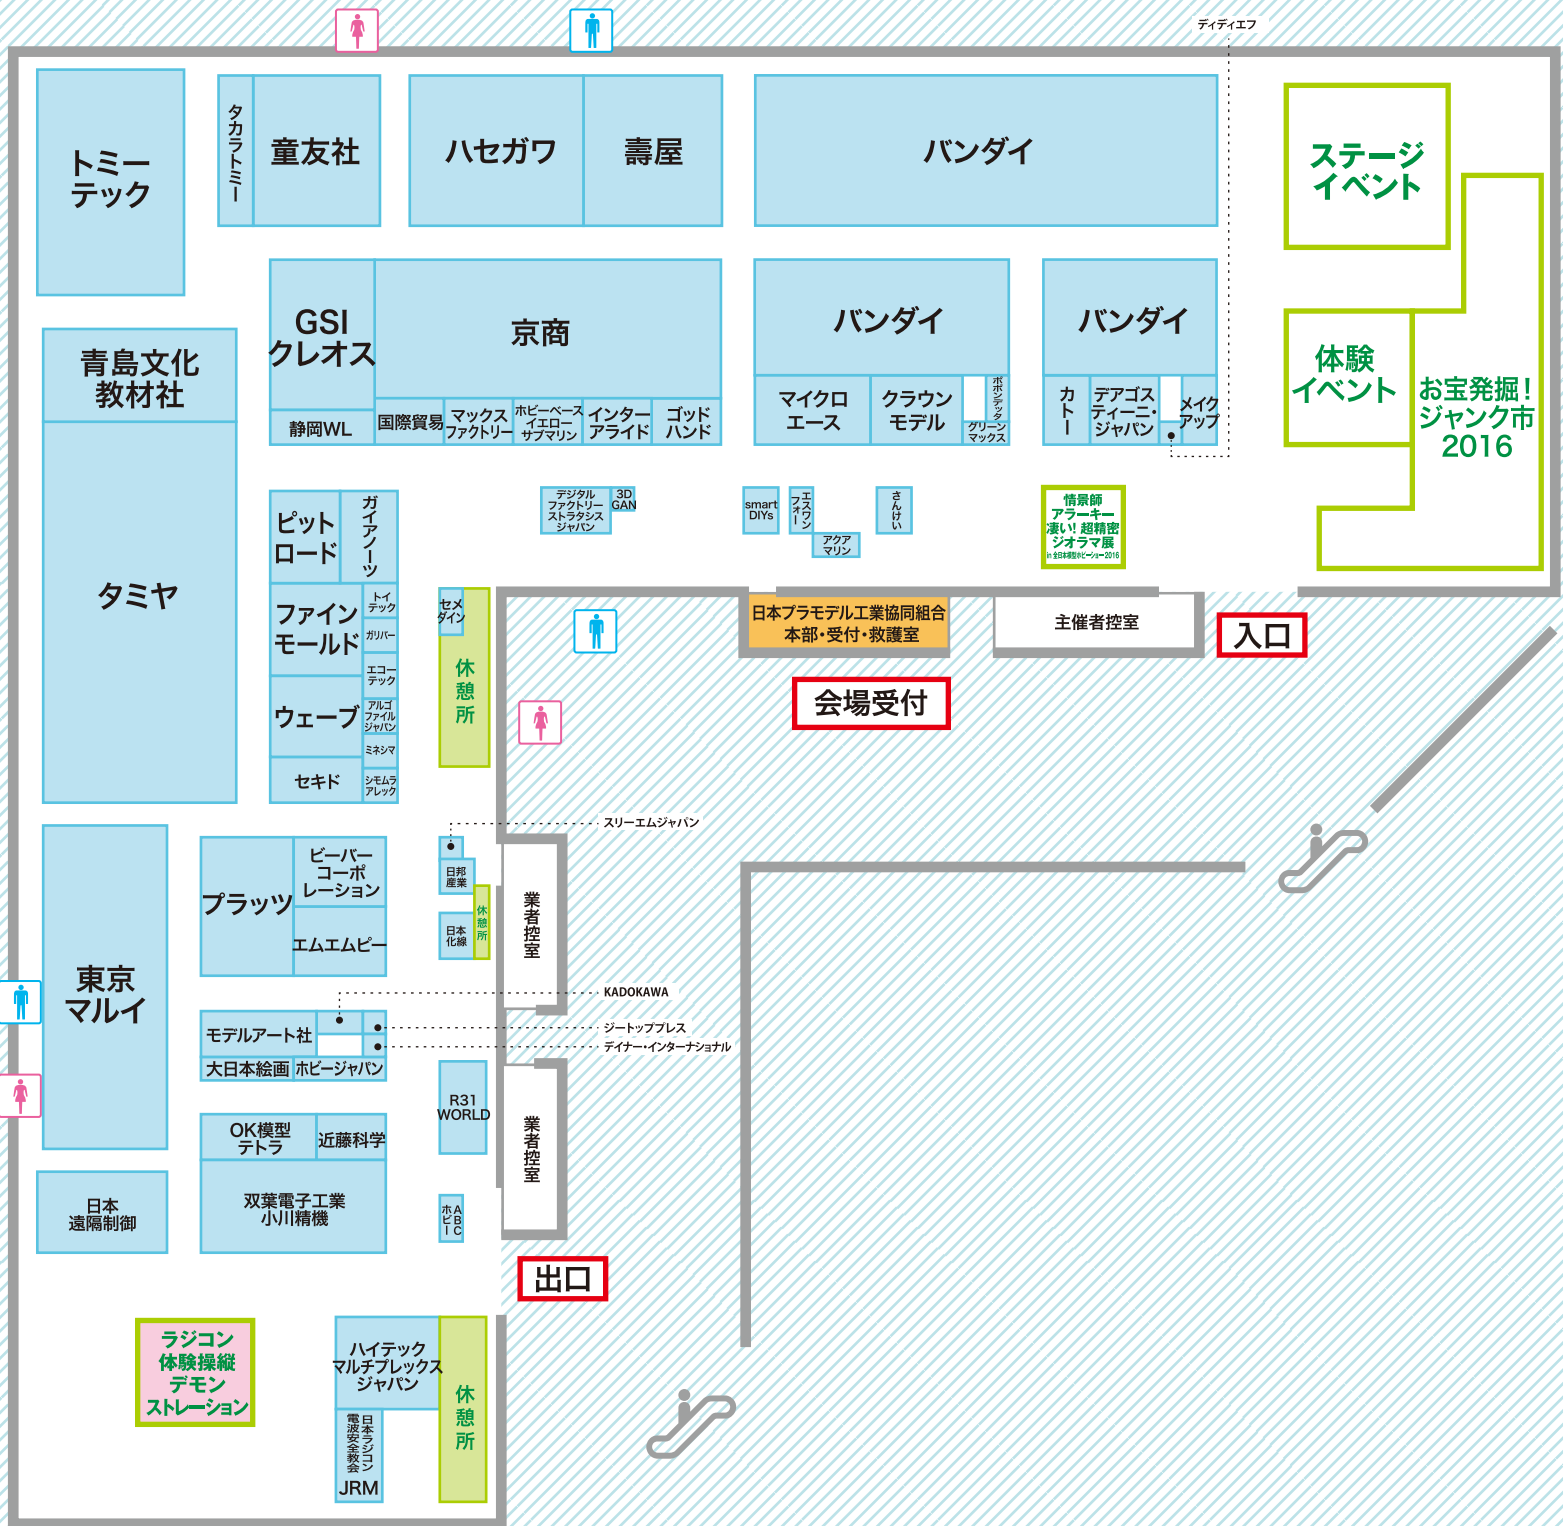 ディディエフ
トミー
テック
タカラトミー
童友社
ハセガワ
壽屋
バンダイ
ステージ
イベント
GSI
クレオス
京商
バンダイ
バンダイ
青島文化
教材社
体験
イベント
お宝発掘！
ジャンク市
2016
静岡WL
国際貿易
マックス
ファクトリー
ホビーベース
イエロー
サブマリン
インター
アライド
ゴッド
ハンド
マイクロ
エース
クラウン
モデル
ポポンデッタ
グリーン
マックス
カトー
デアゴス
ティーニ・
ジャパン
メイク
アップ
タミヤ
ピット
ロード
ガイアノーツ
デジタル
ファクトリー
ストラタシス
ジャパン
3D
GAN
smart
DIYs
エスワン
フォー
アクア
マリン
さんけい
情景師
アラーキー
凄い！超精密
ジオラマ展
in 全日本模型ホビーショー2016
ファイン
モールド
トイ
テック
ガリバー
エコー
テック
ウェーブ
アルゴ
ファイル
ジャパン
ミネシマ
セキド
シモムラ
アレック
セメ
ダイン
休憩所
日本プラモデル工業協同組合
本部・受付・救護室
主催者控室
入口
会場受付
スリーエムジャパン
プラッツ
ビーバー
コーポ
レーション
エムエムピー
日邦
産業
日本
化線
休憩所
業者控室
東京
マルイ
KADOKAWA
ジートッププレス
デイナー・インターナショナル
モデルアート社
大日本絵画
ホビージャパン
R31
WORLD
業者控室
OK模型
テトラ
近藤科学
双葉電子工業
小川精機
日本
遠隔制御
ABC
ホビー
出口
ラジコン
体験操縦
デモン
ストレーション
ハイテック
マルチプレックス
ジャパン
休憩所
日本ラジコン
電波安全教会
JRM